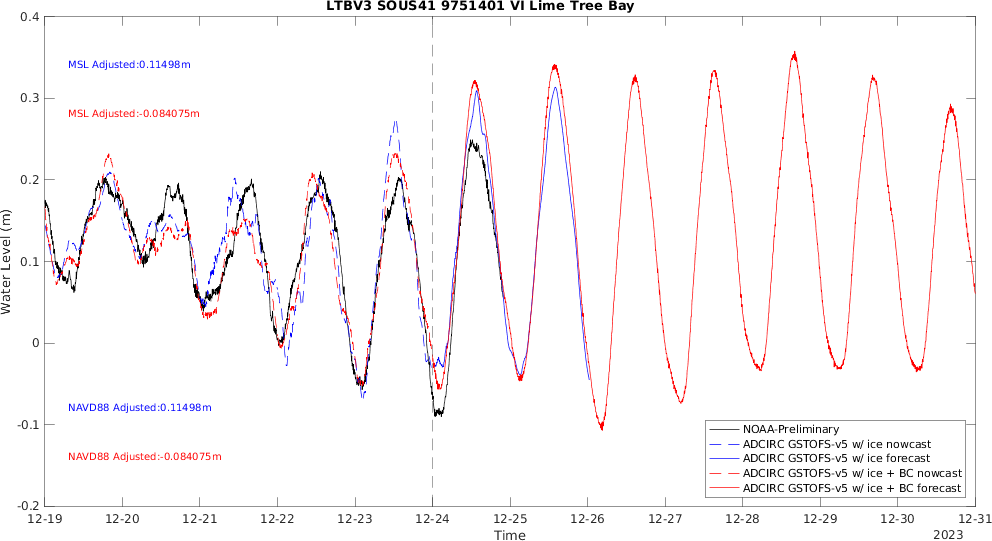 LTBV3 SOUS41 9751401 VI Lime Tree Bay
0.4
0.3
0.2
0.1
0
-0.1
-0.2
Water Level (m)
MSL Adjusted:0.11498m
MSL Adjusted:-0.084075m
NAVD88 Adjusted:0.11498m
NAVD88 Adjusted:-0.084075m
NOAA-Preliminary
ADCIRC GSTOFS-v5 w/ ice nowcast
ADCIRC GSTOFS-v5 w/ ice forecast
ADCIRC GSTOFS-v5 w/ ice + BC nowcast
ADCIRC GSTOFS-v5 w/ ice + BC forecast
12-19 12-20 12-21 12-22 12-23 12-24 12-25 12-26 12-27 12-28 12-29 12-30 12-31
Time
2023